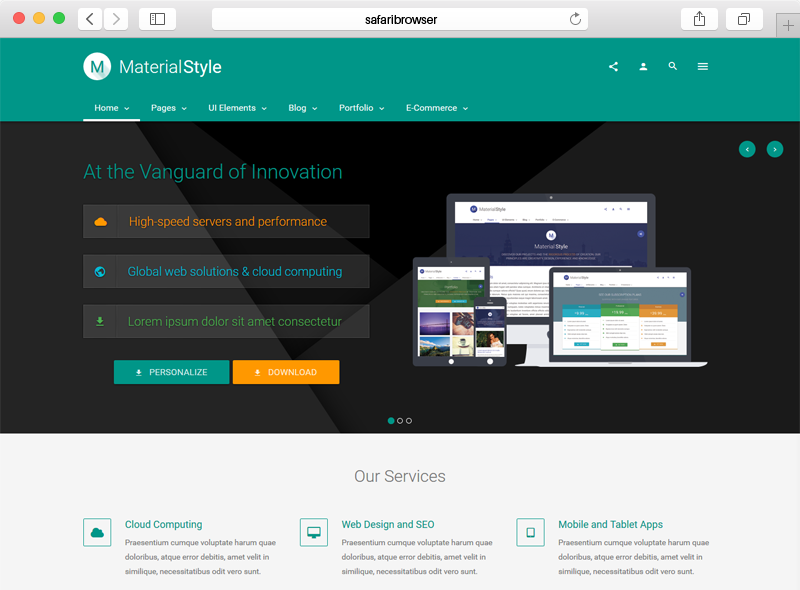 safaribrowser
M MaterialStyle
Home Pages UI Elements Blog Portfolio E-Commerce
At the Vanguard of Innovation
High-speed servers and performance
Global web solutions & cloud computing
Lorem ipsum dolor sit amet consectetur
PERSONALIZE DOWNLOAD
MaterialStyle
M
MaterialStyle
Our Services
Cloud Computing
Praesentium cumque voluptate harum quae
doloribus, atque error debitis, amet velit in
similique, necessitatibus odit vero sunt.
Web Design and SEO
Praesentium cumque voluptate harum quae
doloribus, atque error debitis, amet velit in
similique, necessitatibus odit vero sunt.
Mobile and Tablet Apps
Praesentium cumque voluptate harum quae
doloribus, atque error debitis, amet velit in
similique, necessitatibus odit vero sunt.